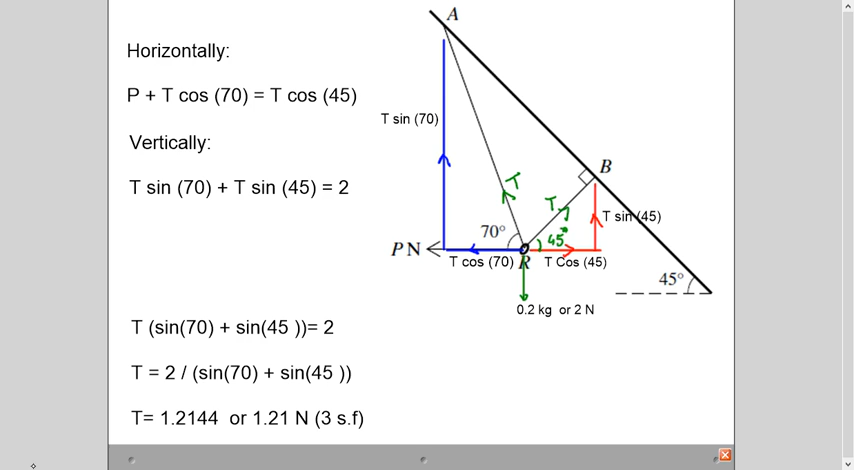 Horizontally:
P + T cos (70) = T cos (45)
Vertically:
T sin (70) + T sin (45) = 2
T (sin(70) + sin(45 ))= 2
T = 2 / (sin(70) + sin(45 ))
T= 1.2144  or 1.21 N (3 s.f)
A
T sin (70)
B
T
T
T sin (45)
70°
45°
P N
T cos (70)
R
T Cos (45)
45°
0.2 kg  or 2 N